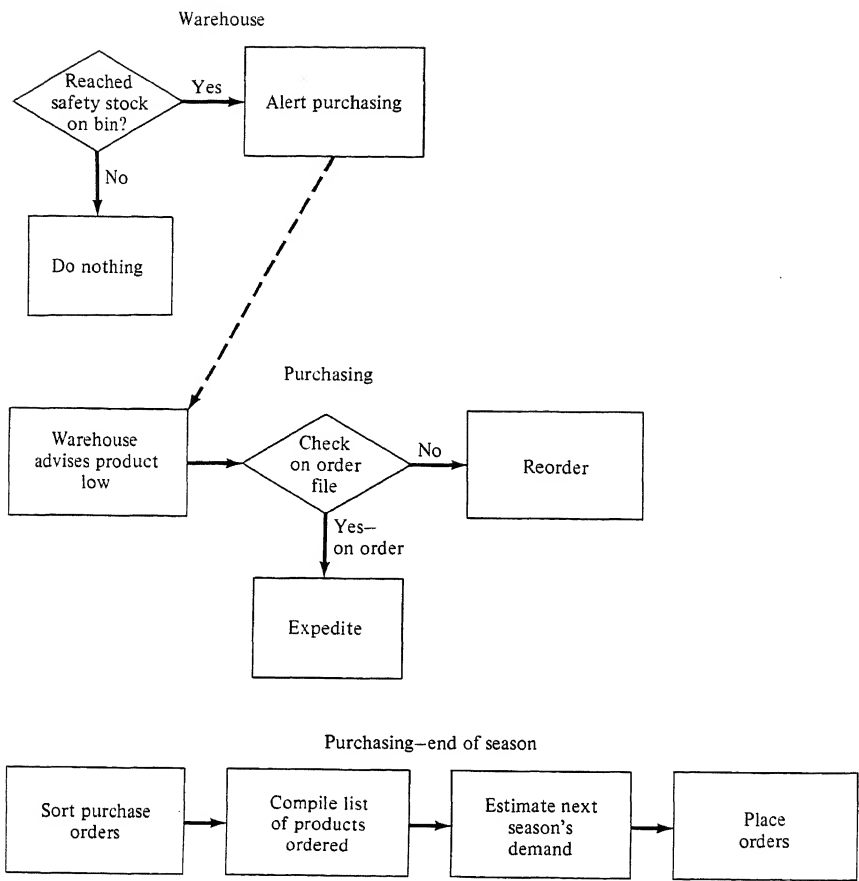 Warehouse
Reached
safety stock
on bin?
Yes
Alert purchasing
No
Do nothing
Purchasing
Warehouse
advises product
low
Check
on order
file
No
Reorder
Yes—
on order
Expedite
Purchasing—end of season
Sort purchase
orders
Compile list
of products
ordered
Estimate next
season's
demand
Place
orders